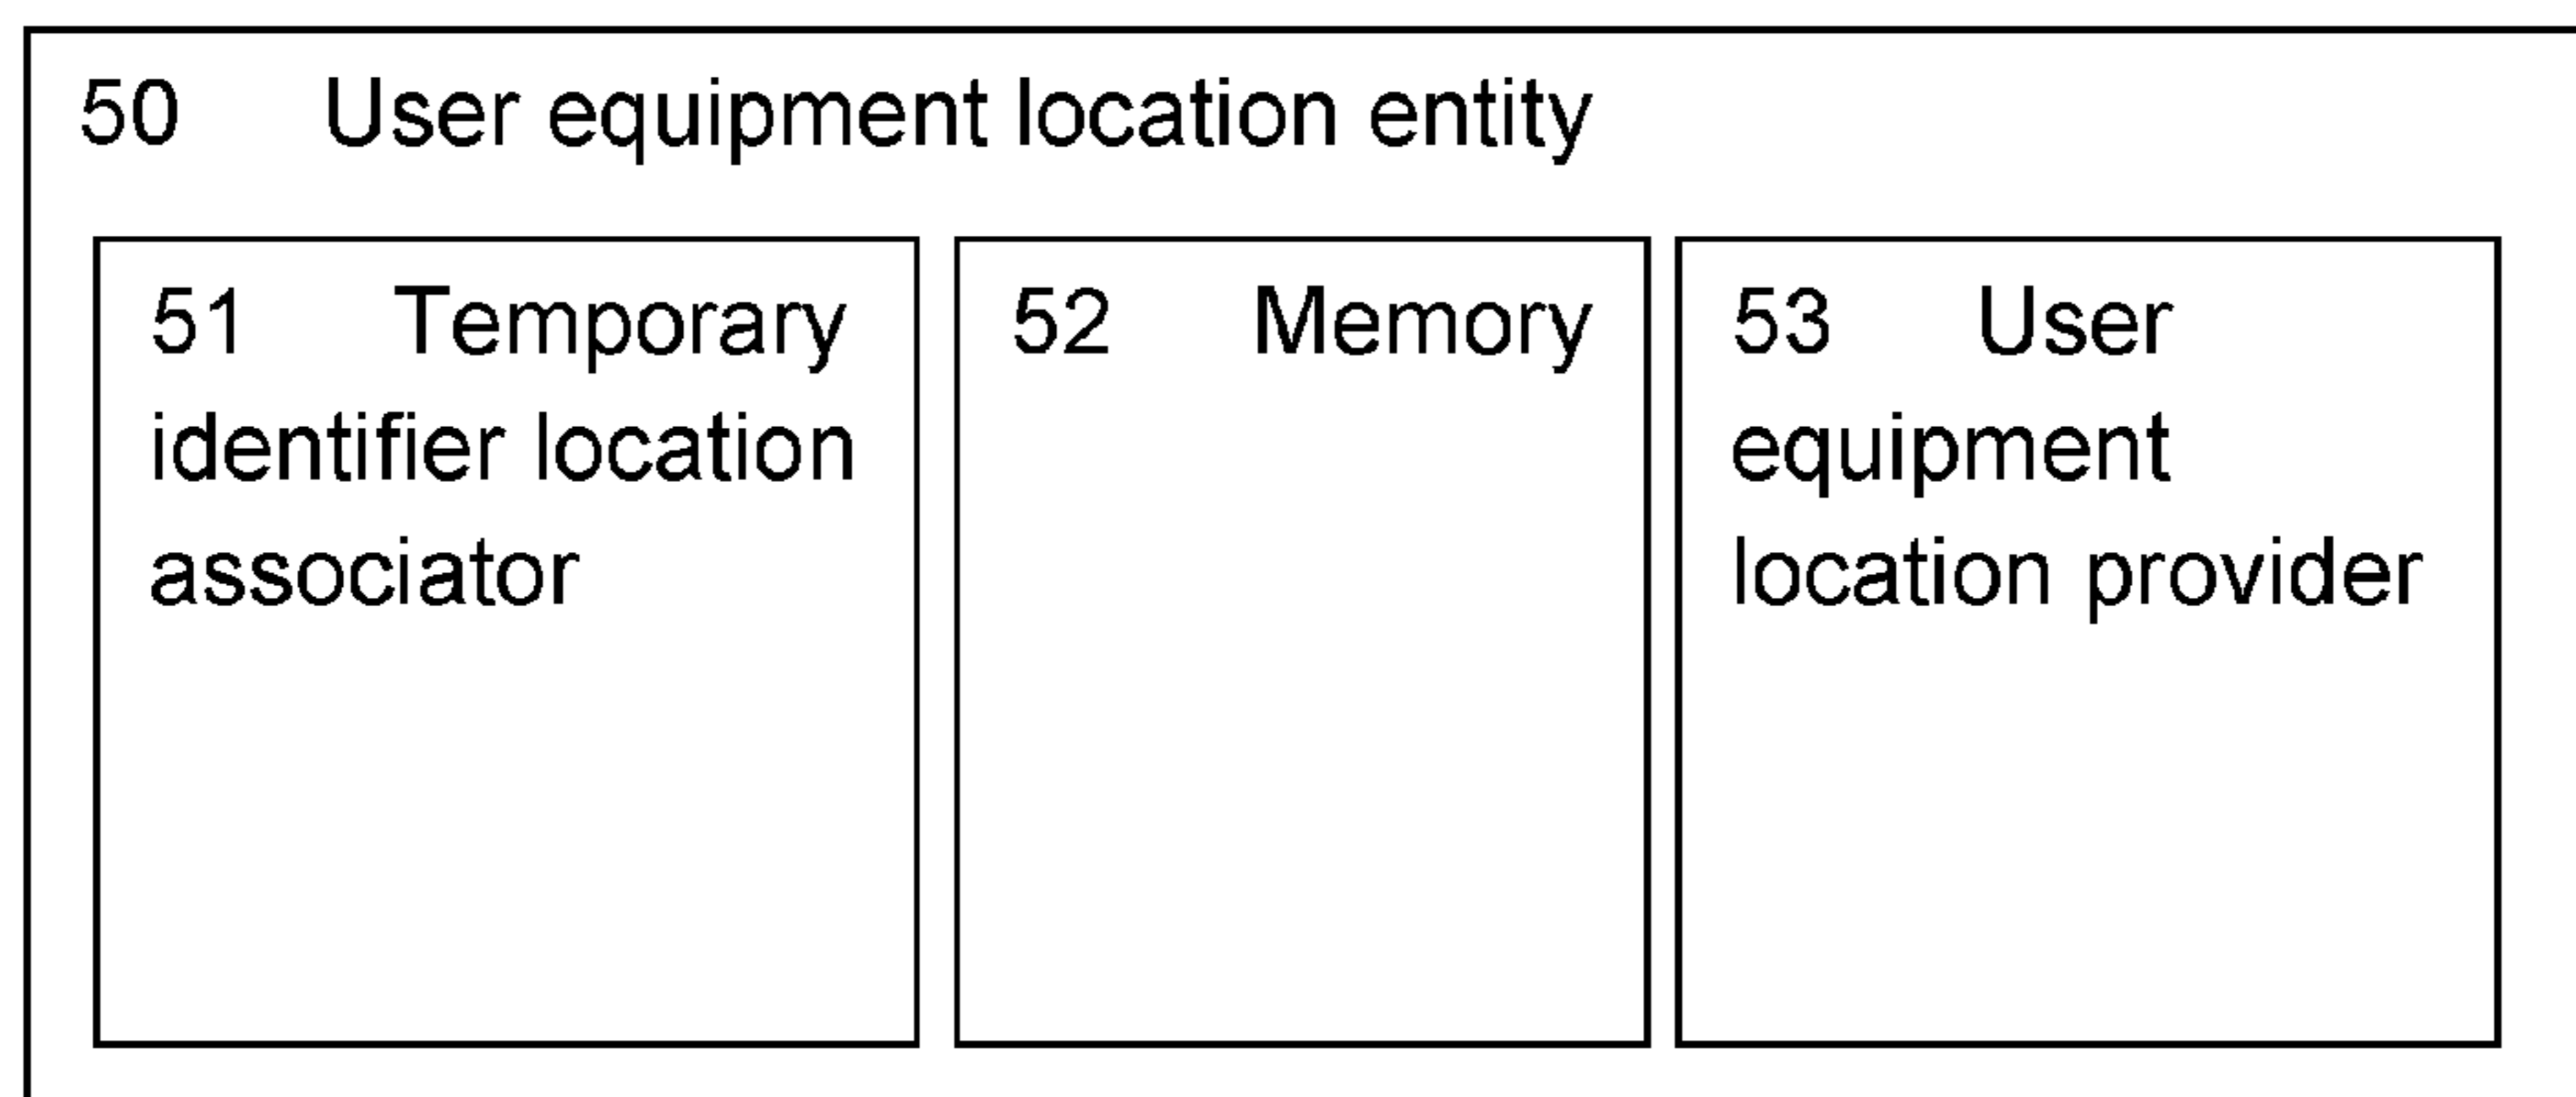 50 User equipment location entity
51 Temporary
identifier location
associator
52 Memory
53 User
equipment
location provider